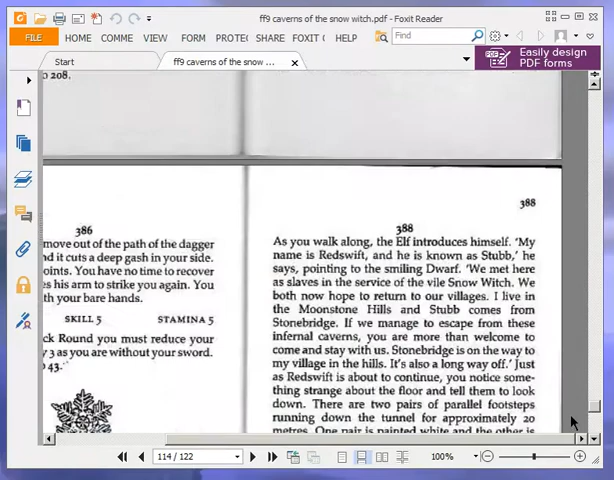 ff9 caverns of the snow witch.pdf - Foxit Reader
FILE HOME COMME VIEW FORM PROTE SHARE FOXIT C HELP Find
Start ff9 caverns of the snow ... Easily design
PDF forms
208.
388
386
move out of the path of the dagger
d it cuts a deep gash in your side.
oints. You have no time to recover
es his arm to strike you again. You
th your bare hands.
SKILL 5 STAMINA 5
ck Round you must reduce your
y 3 as you are without your sword.
o 43.
388
As you walk along, the Elf introduces himself. 'My
name is Redswift, and he is known as Stubb,' he
says, pointing to the smiling Dwarf. 'We met here
as slaves in the service of the vile Snow Witch. We
both now hope to return to our villages. I live in
the Moonstone Hills and Stubb comes from
Stonebridge. If we manage to escape from these
infernal caverns, you are more than welcome to
come and stay with us. Stonebridge is on the way to
my village in the hills. It's also a long way off.' Just
as Redswift is about to continue, you notice some-
thing strange about the floor and tell them to look
down. There are two pairs of parallel footsteps
running down the tunnel for approximately 20
metres. One pair is painted white and the other is
114 / 122 100%